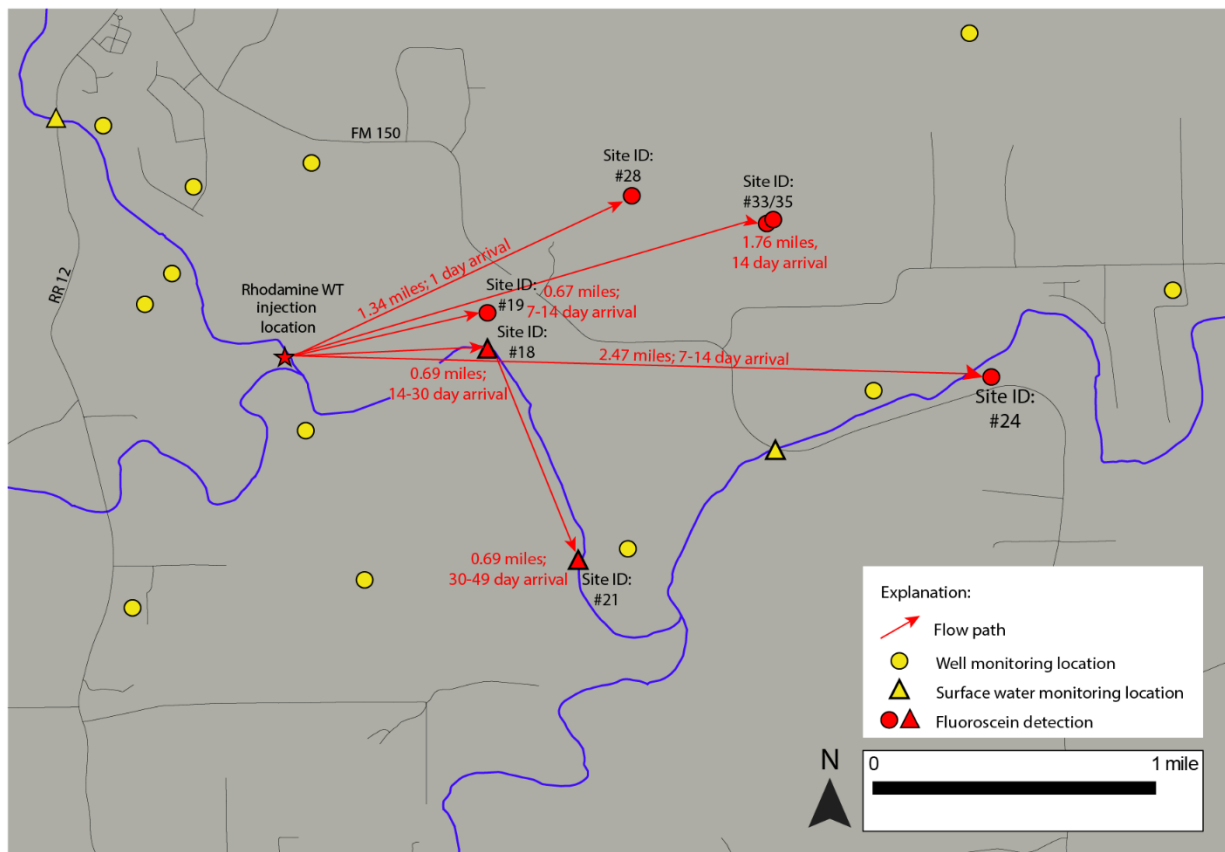 FM 150
Site ID:
#28
Site ID:
#33/35
1.76 miles,
14 day arrival
1.34 miles; 1 day arrival
RR 12
Rhodamine WT
injection
location
Site ID:
#19
0.67 miles;
7-14 day arrival
Site ID:
#18
2.47 miles; 7-14 day arrival
0.69 miles;
14-30 day arrival
Site ID:
#24
0.69 miles;
30-49 day arrival
Site ID:
#21
Explanation:
Flow path
Well monitoring location
Surface water monitoring location
Fluoroscein detection
N
0
1 mile